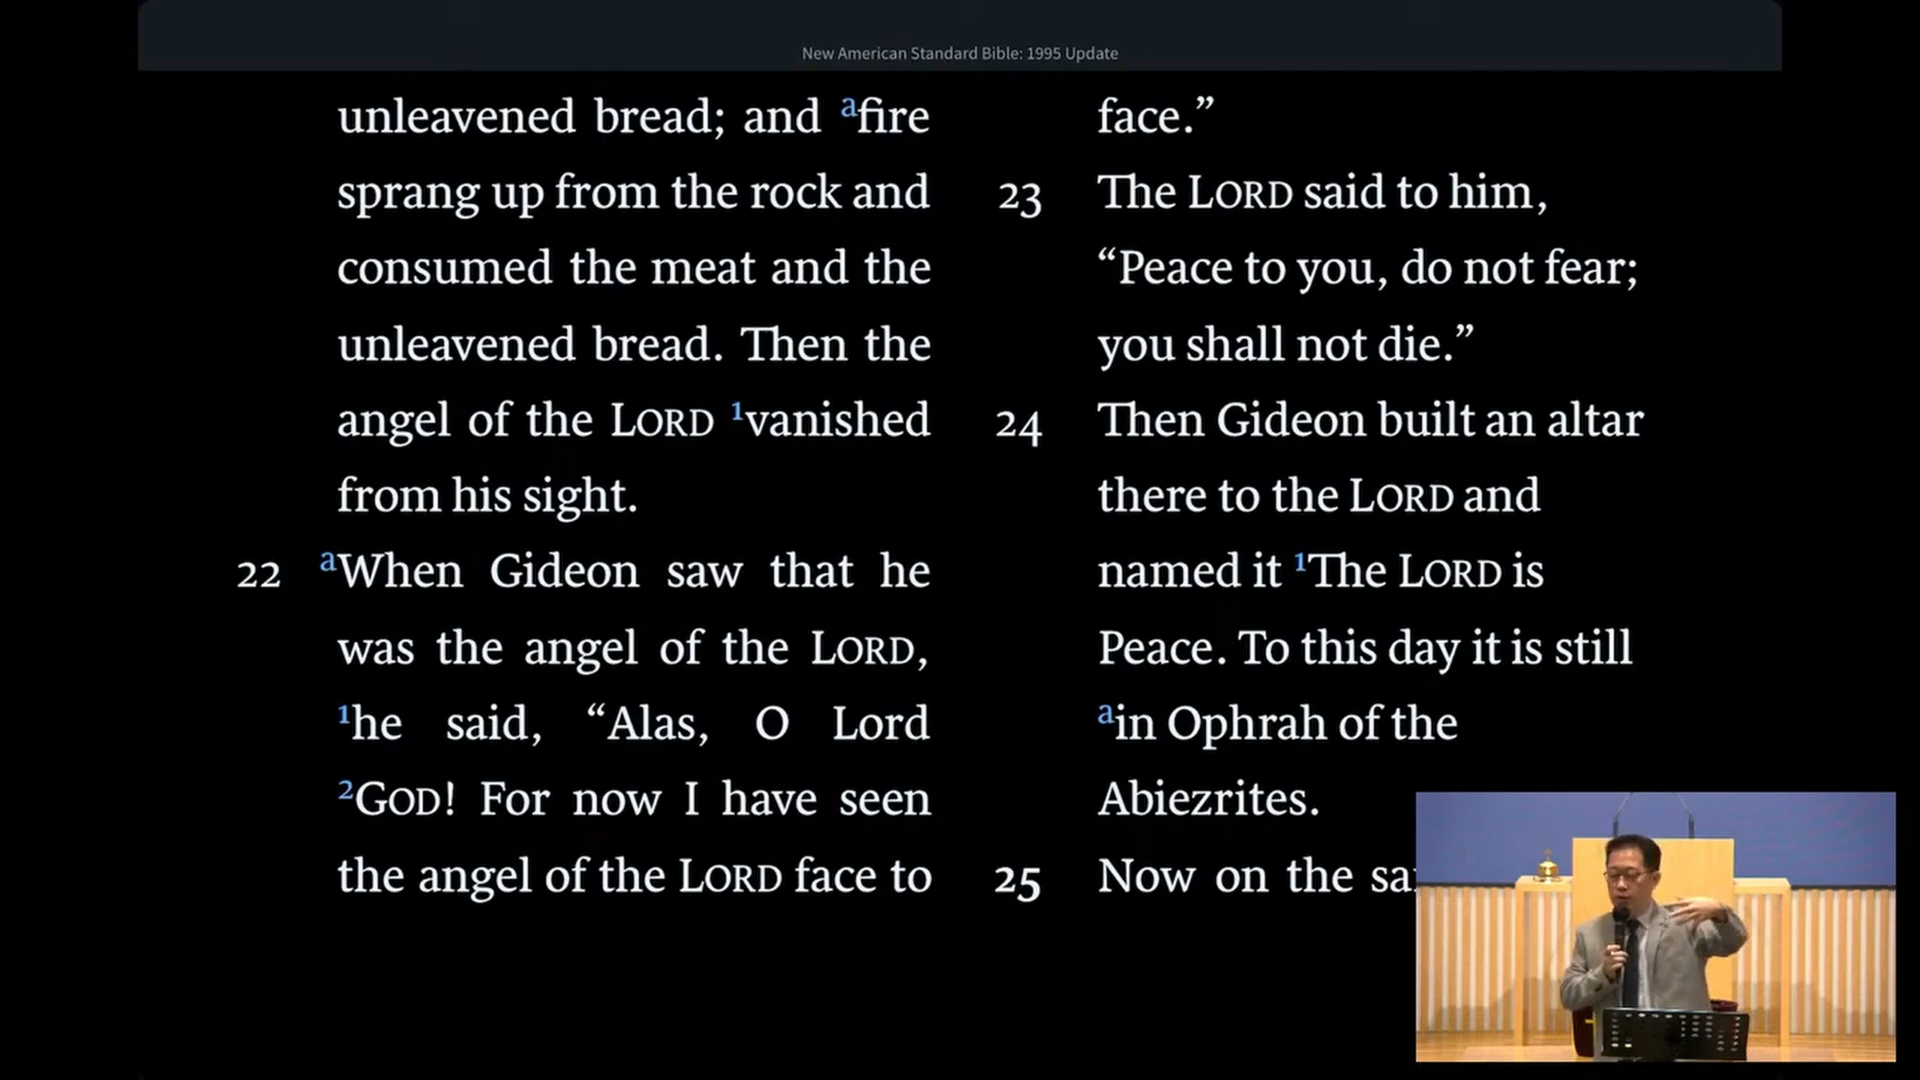 New American Standard Bible: 1995 Update
unleavened bread; and ᵃfire
sprang up from the rock and
consumed the meat and the
unleavened bread. Then the
angel of the LORD ¹vanished
from his sight.
22 ᵃWhen Gideon saw that he
was the angel of the LORD,
¹he said, “Alas, O Lord
²GOD! For now I have seen
the angel of the LORD face to
face.”
23 The LORD said to him,
“Peace to you, do not fear;
you shall not die.”
24 Then Gideon built an altar
there to the LORD and
named it ¹The LORD is
Peace. To this day it is still
ᵃin Ophrah of the
Abiezrites.
25 Now on the